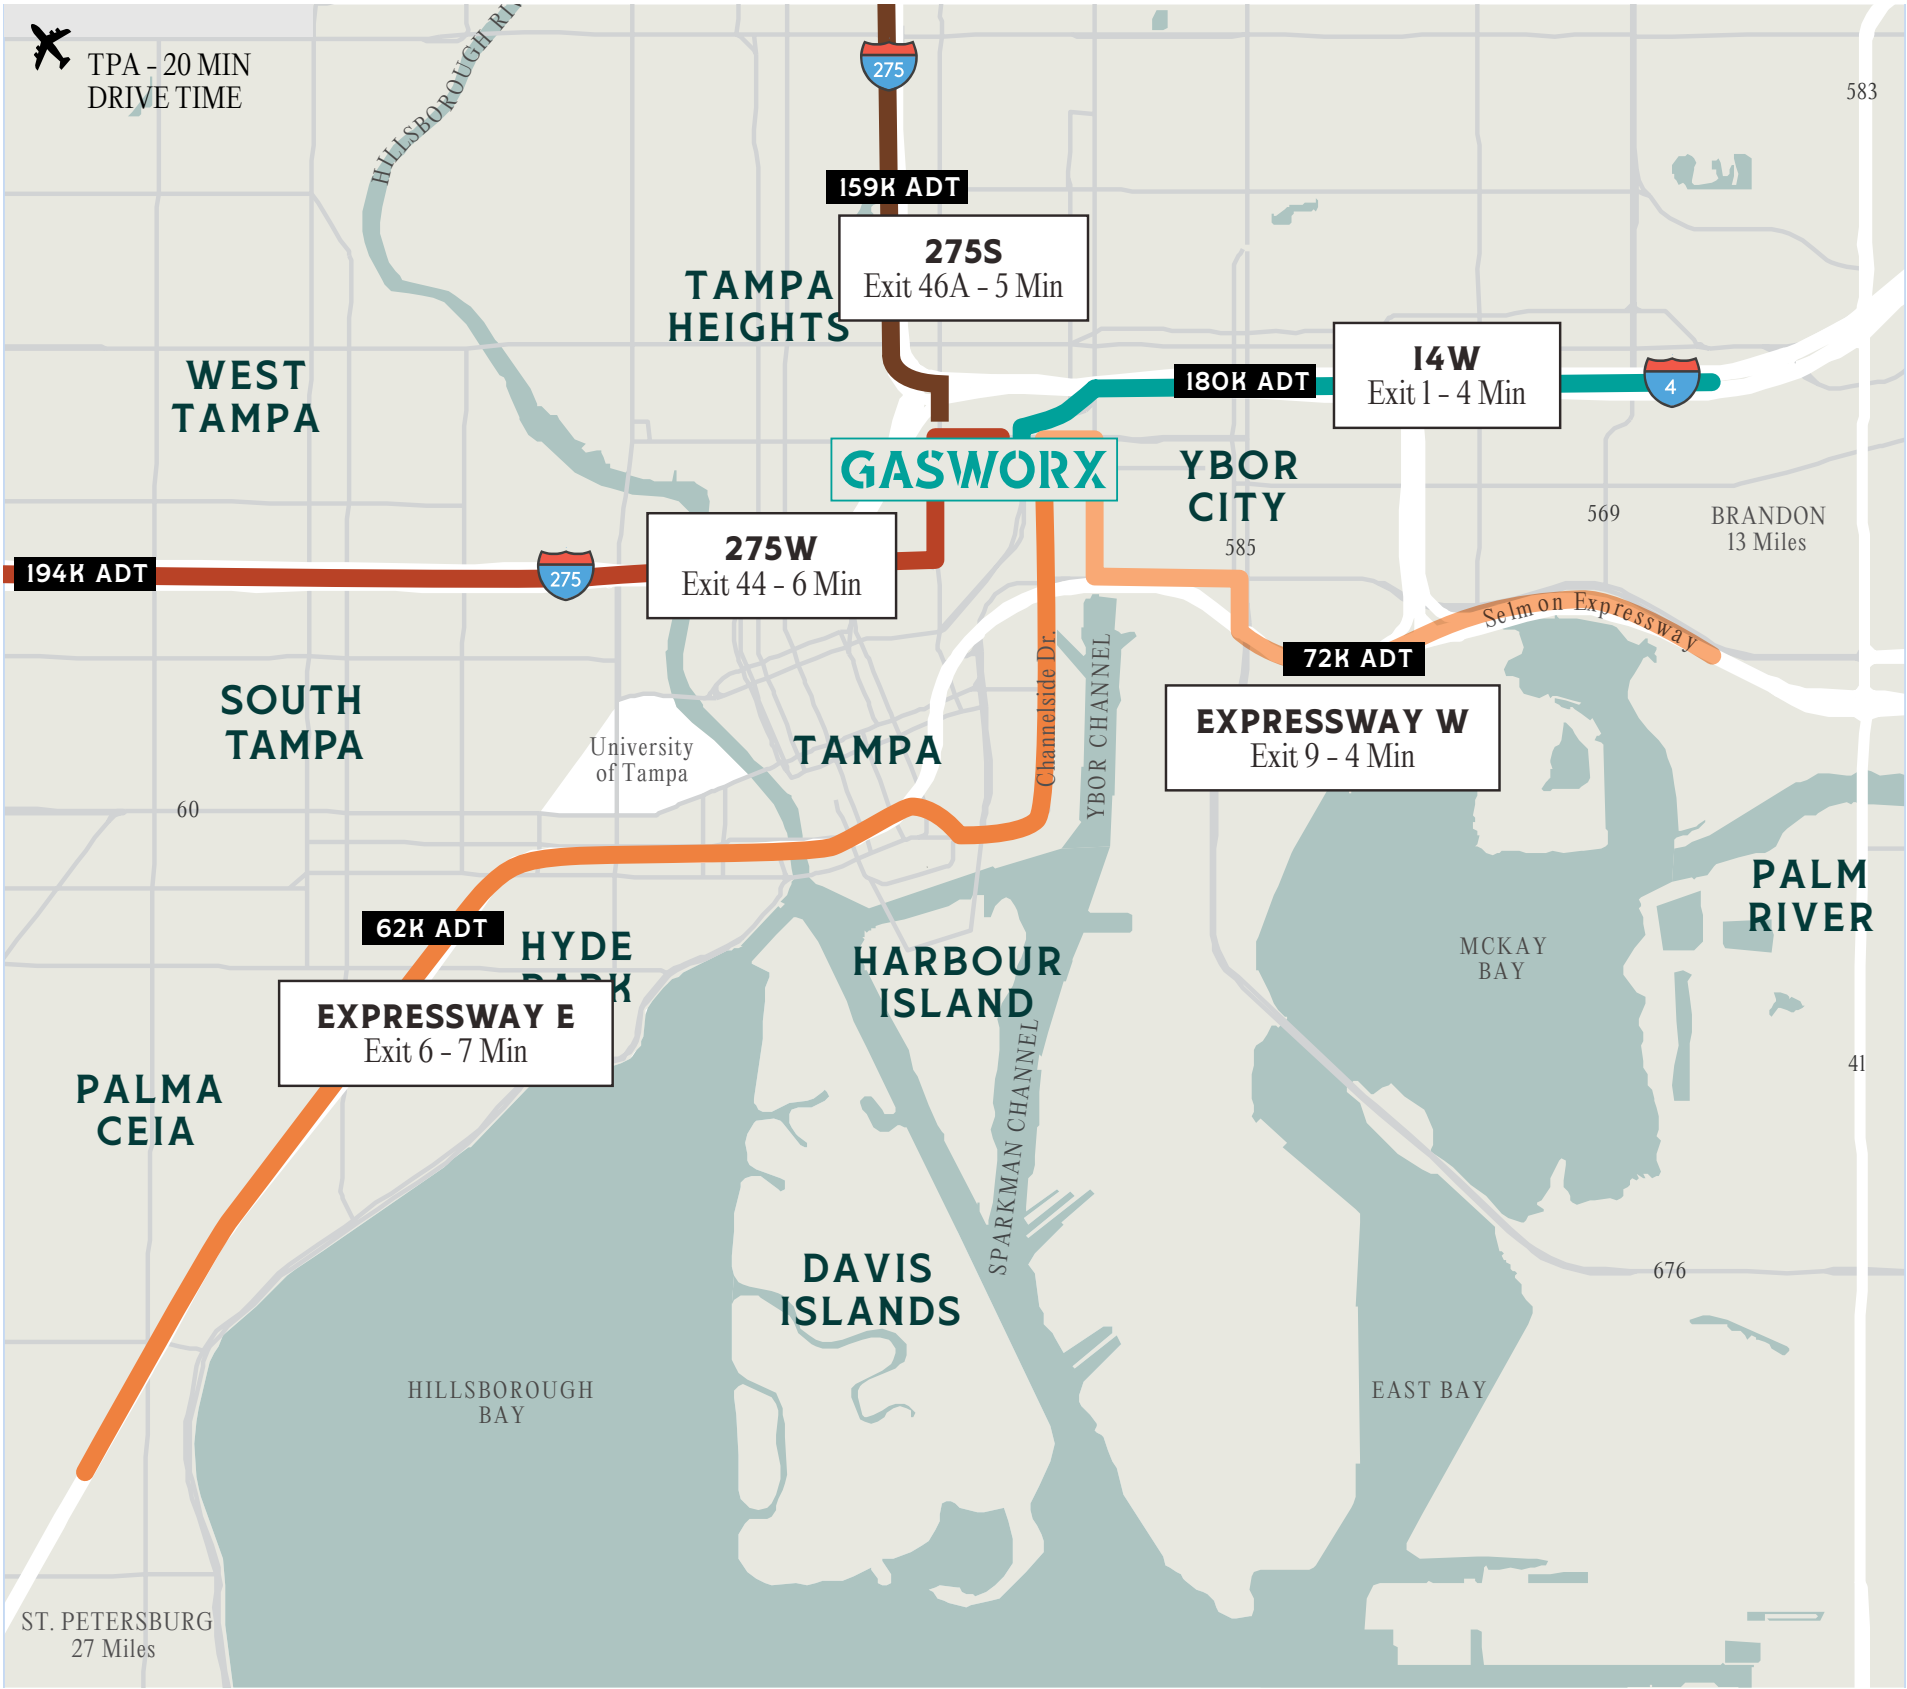 TPA - 20 MIN
DRIVE TIME
HILLSBOROUGH
275
583
159K ADT
275S
Exit 46A - 5 Min
TAMPA
HEIGHTS
WEST
TAMPA
180K ADT
I4W
Exit 1 - 4 Min
4
GASWORX
YBOR
CITY
585
569
BRANDON
13 Miles
194K ADT
275
275W
Exit 44 - 6 Min
Selmon Expressway
72K ADT
EXPRESSWAY W
Exit 9 - 4 Min
Channelside Dr.
YBOR CHANNEL
SOUTH
TAMPA
University
of Tampa
TAMPA
60
62K ADT
HYDE
PARK
EXPRESSWAY E
Exit 6 - 7 Min
HARBOUR
ISLAND
MCKAY
BAY
PALM
RIVER
41
PALMA
CEIA
SPARKMAN CHANNEL
DAVIS
ISLANDS
676
HILLSBOROUGH
BAY
EAST BAY
ST. PETERSBURG
27 Miles